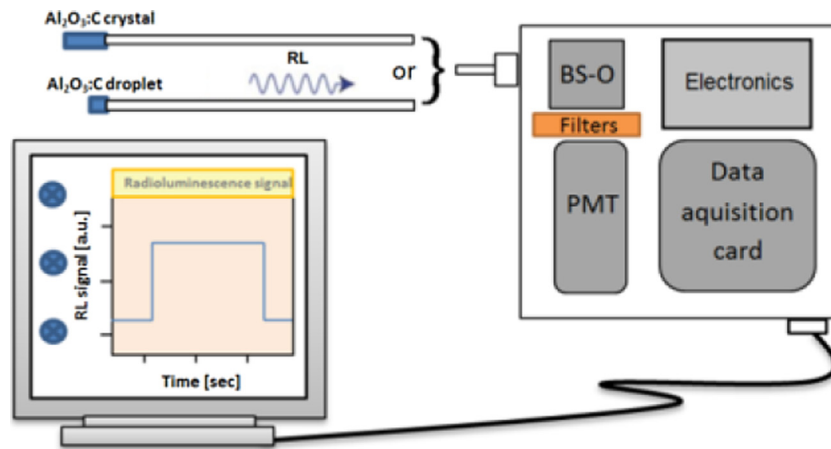 Al₂O₃:C crystal
RL
or
Al₂O₃:C droplet
BS-O
Electronics
Filters
PMT
Data
aquisition
card
Radioluminescence signal
RL signal [a.u.]
Time [sec]